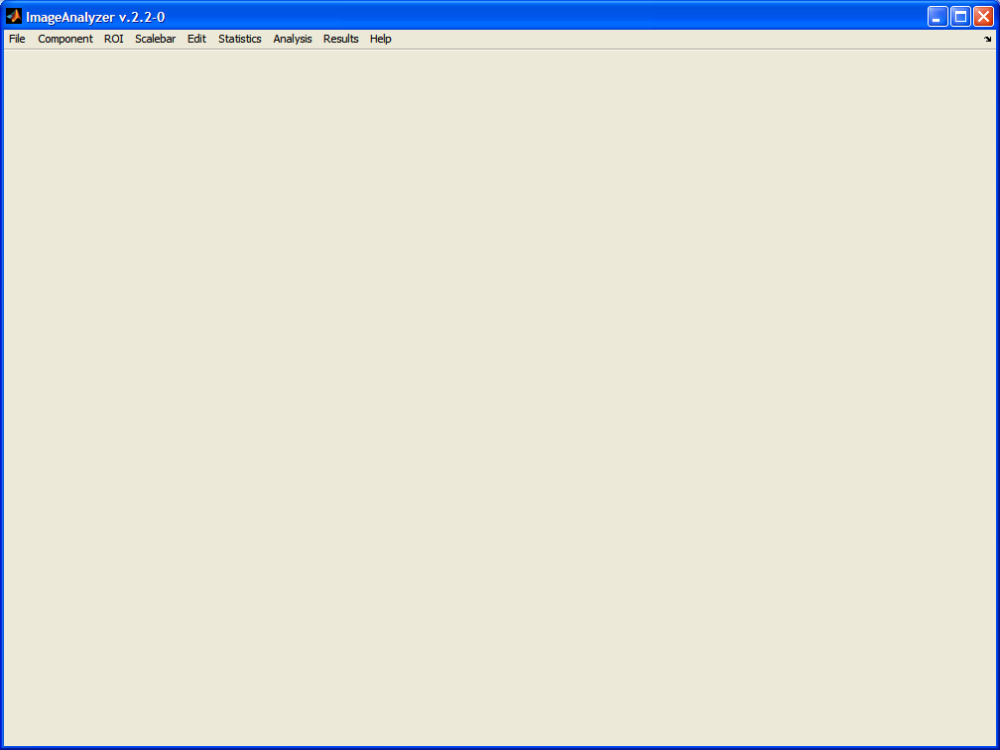 ImageAnalyzer v.2.2-0
File Component ROI Scalebar Edit Statistics Analysis Results Help